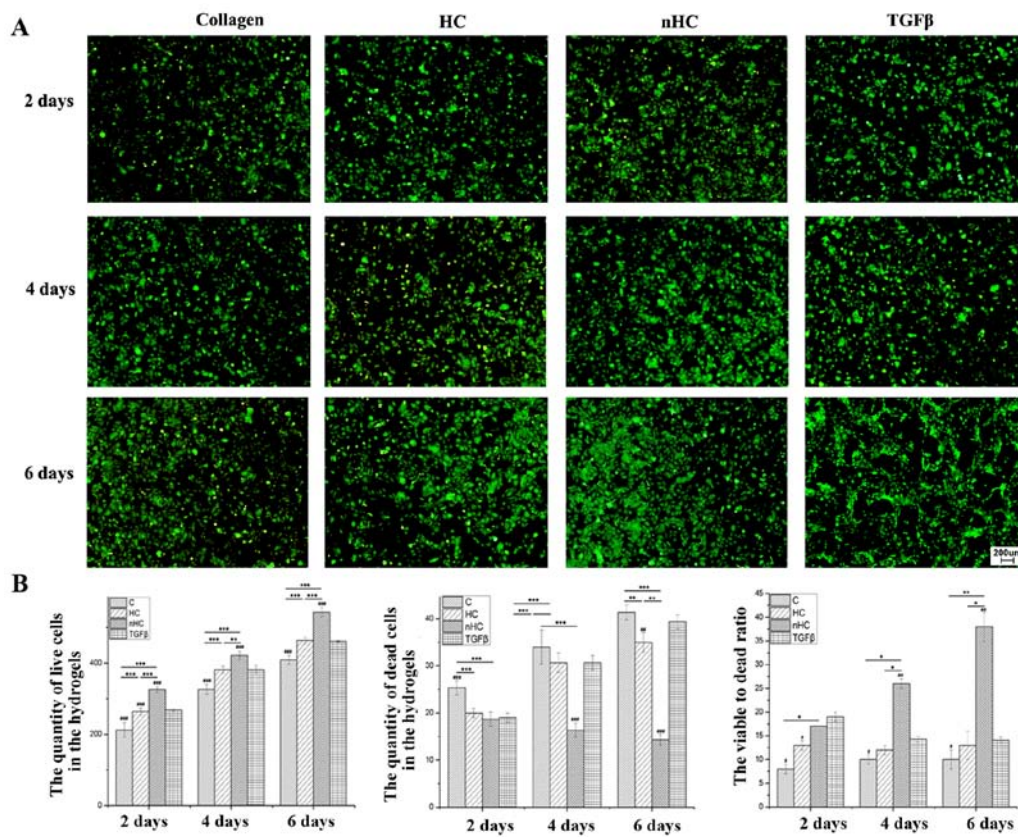 A
Collagen
HC
nHC
TGFβ
2 days
4 days
6 days
200um
B
The quantity of live cells
in the hydrogels
C
HC
nHC
TGFβ
400
200
0
***
***
***
###
###
###
***
***
**
###
###
***
***
***
###
###
2 days
4 days
6 days
The quantity of dead cells
in the hydrogels
C
HC
nHC
TGFβ
40
30
20
10
0
***
***
###
***
***
***
###
***
**
**
##
###
2 days
4 days
6 days
The viable to dead ratio
C
HC
nHC
TGFβ
45
40
35
30
25
20
15
10
5
0
*
#
#
*
*
#
##
**
*
#
##
2 days
4 days
6 days